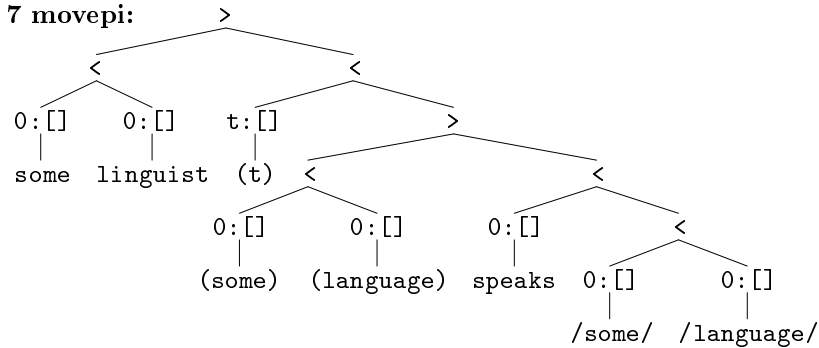 7 movepi: >
< <
0:[] 0:[] t:[] >
some linguist (t) < <
0:[] 0:[] 0:[] <
(some) (language) speaks 0:[] 0:[]
/some/ /language/